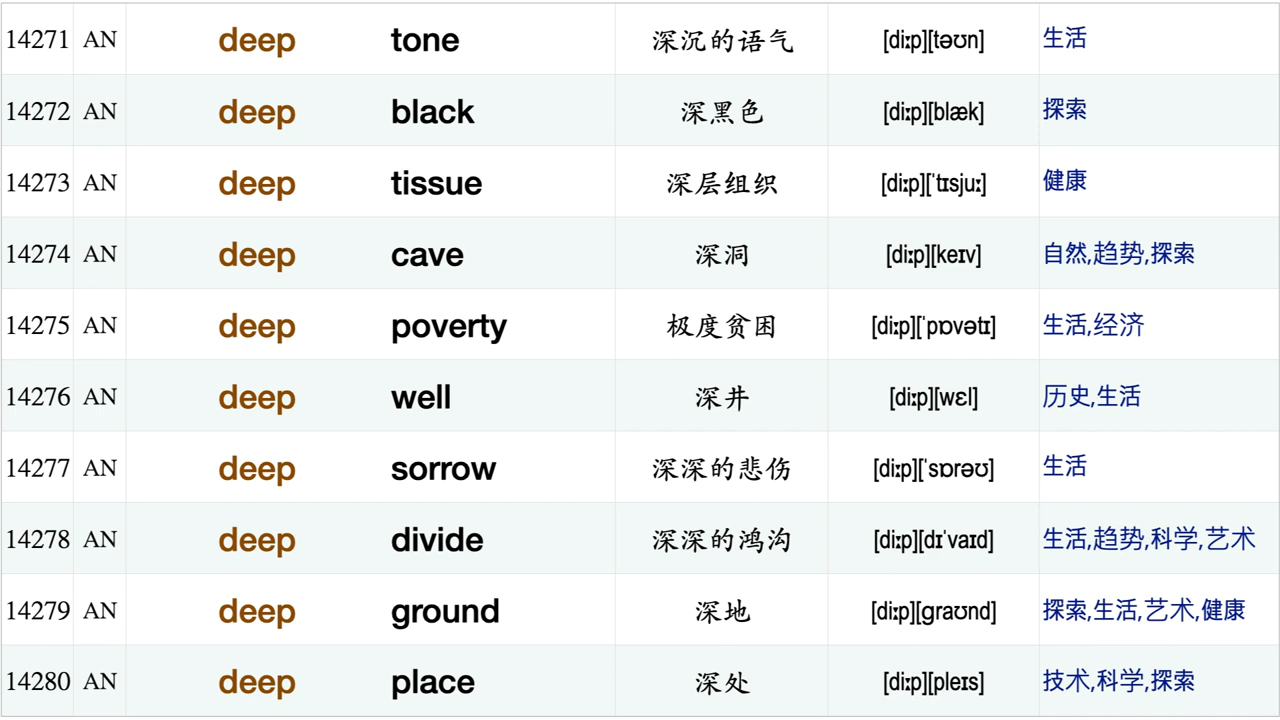 14271 AN deep tone 深沉的语气 [diːp][təʊn] 生活
14272 AN deep black 深黑色 [diːp][blæk] 探索
14273 AN deep tissue 深层组织 [diːp][ˈtɪsjuː] 健康
14274 AN deep cave 深洞 [diːp][keɪv] 自然,趋势,探索
14275 AN deep poverty 极度贫困 [diːp][ˈpɒvətɪ] 生活,经济
14276 AN deep well 深井 [diːp][wɛl] 历史,生活
14277 AN deep sorrow 深深的悲伤 [diːp][ˈsɒrəʊ] 生活
14278 AN deep divide 深深的鸿沟 [diːp][dɪˈvaɪd] 生活,趋势,科学,艺术
14279 AN deep ground 深地 [diːp][graʊnd] 探索,生活,艺术,健康
14280 AN deep place 深处 [diːp][pleɪs] 技术,科学,探索